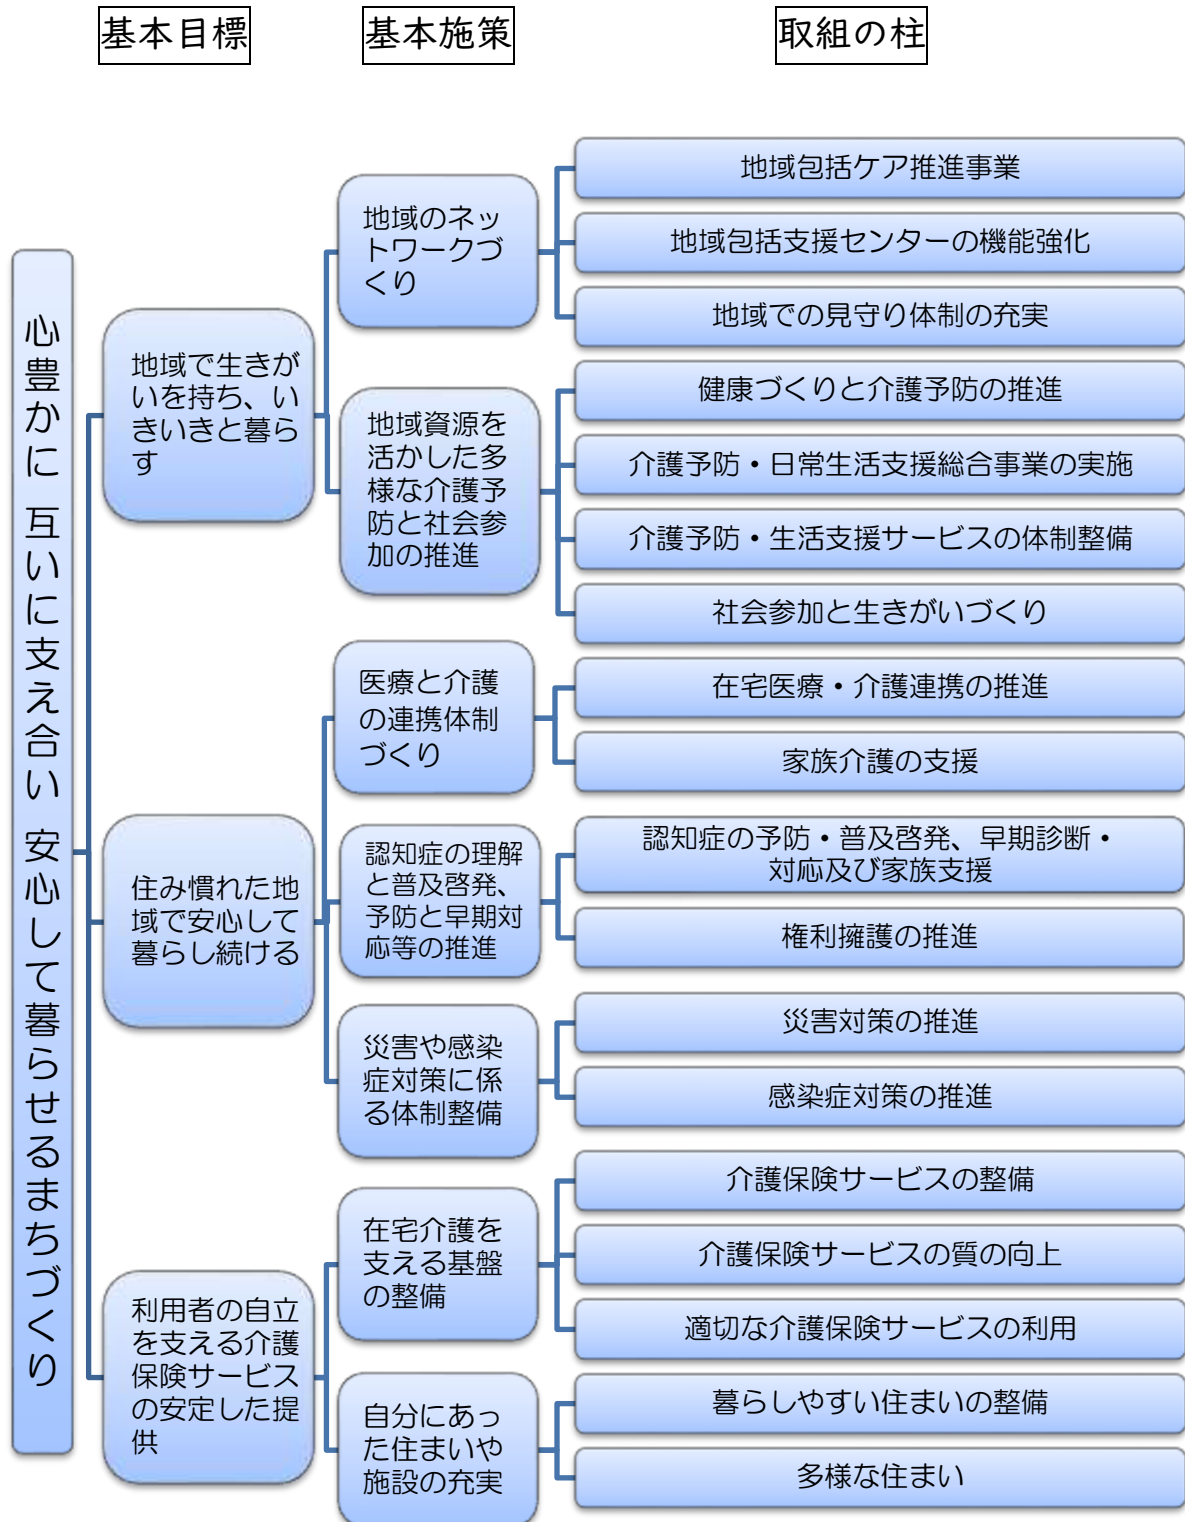 基本目標
基本施策
取組の柱
心豊かに 互いに支え合い 安心して暮らせるまちづくり
地域で生きが
いを持ち、い
きいきと暮ら
す
地域のネッ
トワークづ
くり
地域包括ケア推進事業
地域包括支援センターの機能強化
地域での見守り体制の充実
地域資源を
活かした多
様な介護予
防と社会参
加の推進
健康づくりと介護予防の推進
介護予防・日常生活支援総合事業の実施
介護予防・生活支援サービスの体制整備
社会参加と生きがいづくり
住み慣れた地
域で安心して
暮らし続ける
医療と介護
の連携体制
づくり
在宅医療・介護連携の推進
家族介護の支援
認知症の理解
と普及啓発、
予防と早期対
応等の推進
認知症の予防・普及啓発、早期診断・
対応及び家族支援
権利擁護の推進
災害や感染
症対策に係
る体制整備
災害対策の推進
感染症対策の推進
利用者の自立
を支える介護
保険サービス
の安定した提
供
在宅介護を
支える基盤
の整備
介護保険サービスの整備
介護保険サービスの質の向上
適切な介護保険サービスの利用
自分にあっ
た住まいや
施設の充実
暮らしやすい住まいの整備
多様な住まい